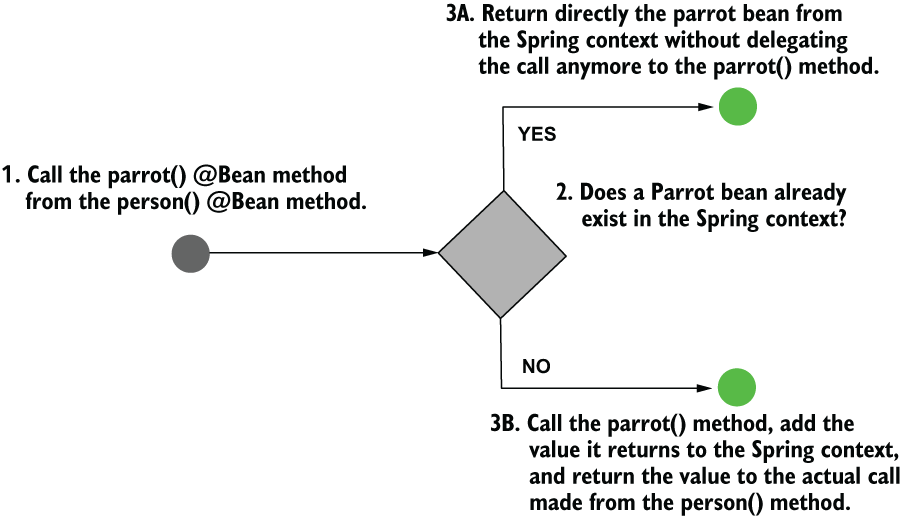 3A. Return directly the parrot bean from
the Spring context without delegating
the call anymore to the parrot() method.
YES
1. Call the parrot() @Bean method
from the person() @Bean method.
2. Does a Parrot bean already
exist in the Spring context?
NO
3B. Call the parrot() method, add the
value it returns to the Spring context,
and return the value to the actual call
made from the person() method.